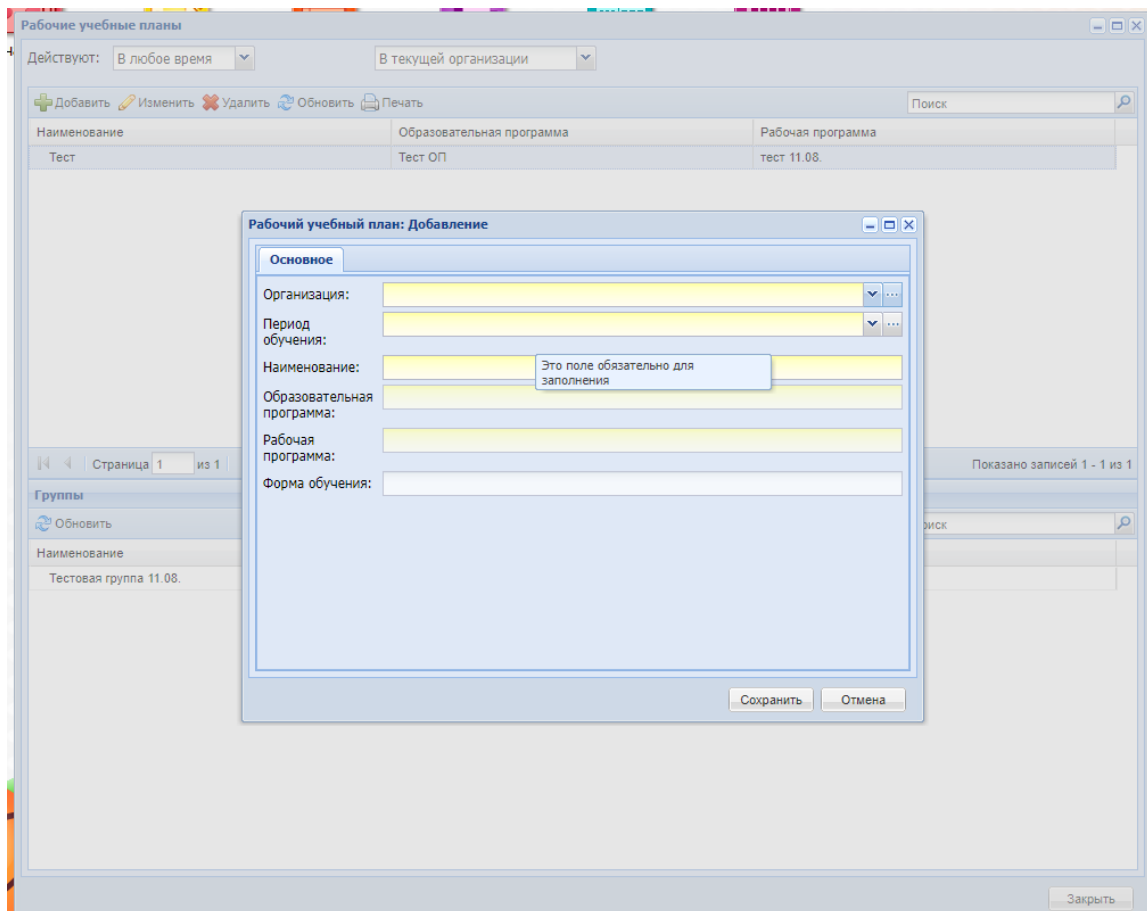 Рабочие учебные планы
Действуют: В любое время В текущей организации
Добавить Изменить Удалить Обновить Печать Поиск
Наименование Образовательная программа Рабочая программа
Тест Тест ОП тест 11.08.
Рабочий учебный план: Добавление
Основное
Организация:
Период
обучения:
Наименование:
Это поле обязательно для
заполнения
Образовательная
программа:
Рабочая
программа:
Форма обучения:
Страница 1 из 1 Показано записей 1 - 1 из 1
Группы
Обновить оиск
Наименование
Тестовая группа 11.08.
Сохранить Отмена
Закрыть